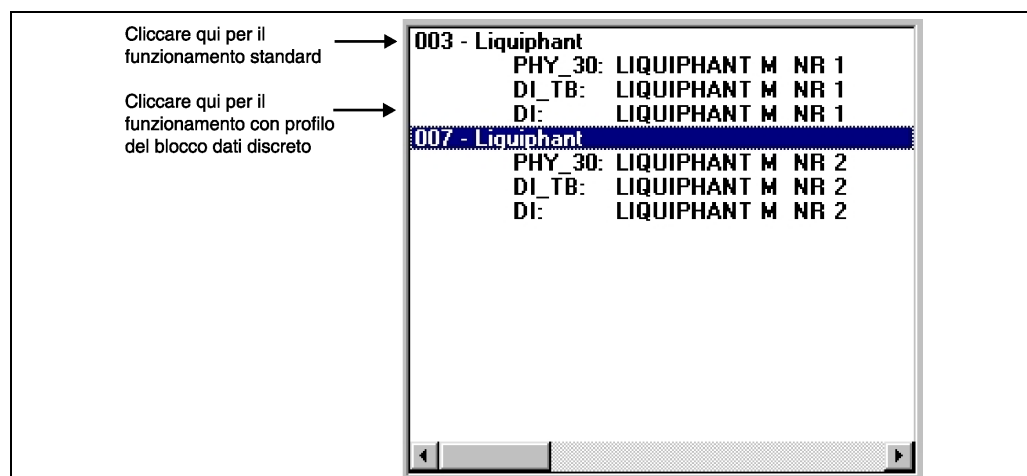 Cliccare qui per il
funzionamento standard
Cliccare qui per il
funzionamento con profilo
del blocco dati discreto
003 - Liquiphant
PHY_30: LIQUIPHANT M NR 1
DI_TB: LIQUIPHANT M NR 1
DI: LIQUIPHANT M NR 1
007 - Liquiphant
PHY_30: LIQUIPHANT M NR 2
DI_TB: LIQUIPHANT M NR 2
DI: LIQUIPHANT M NR 2